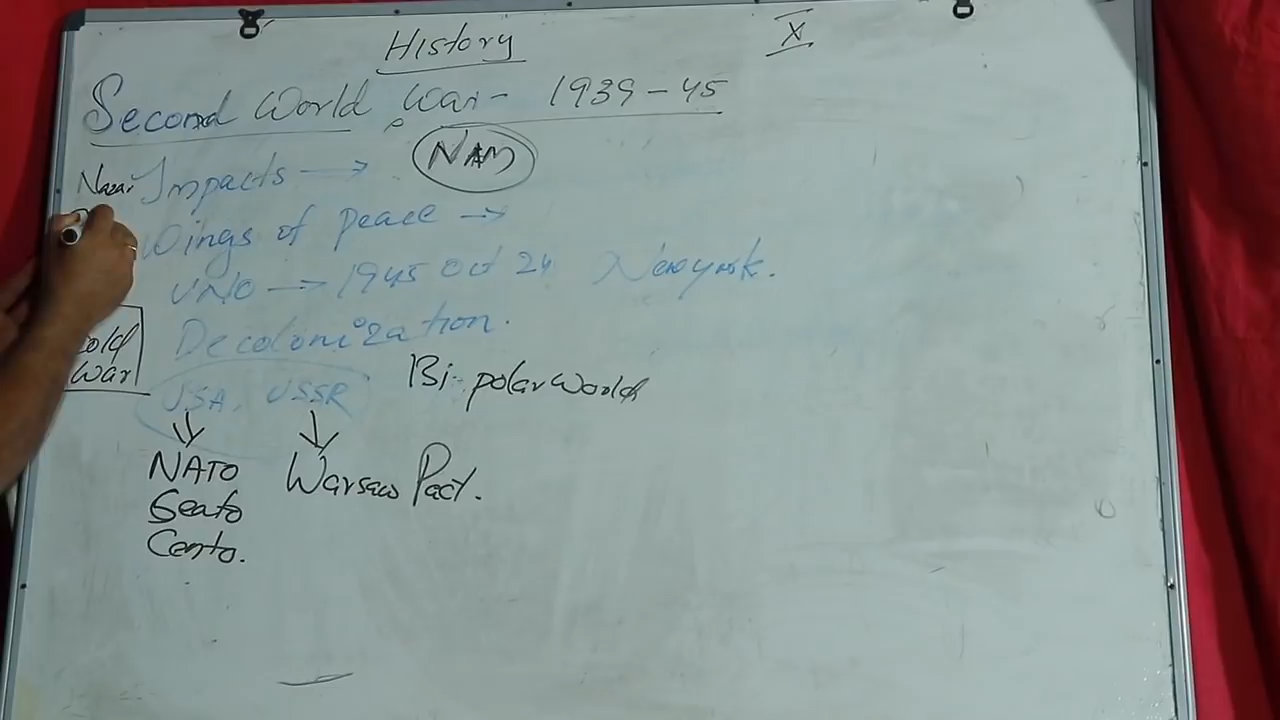 History X
Second World War - 1939-45
NAM
Impacts →
Wings of peace →
UNO → 1945 Oct 24 Newyork.
Decolonization.
Cold War
USA, USSR Bi-polar world
NATO Warsaw Pact.
Seato
Cento.